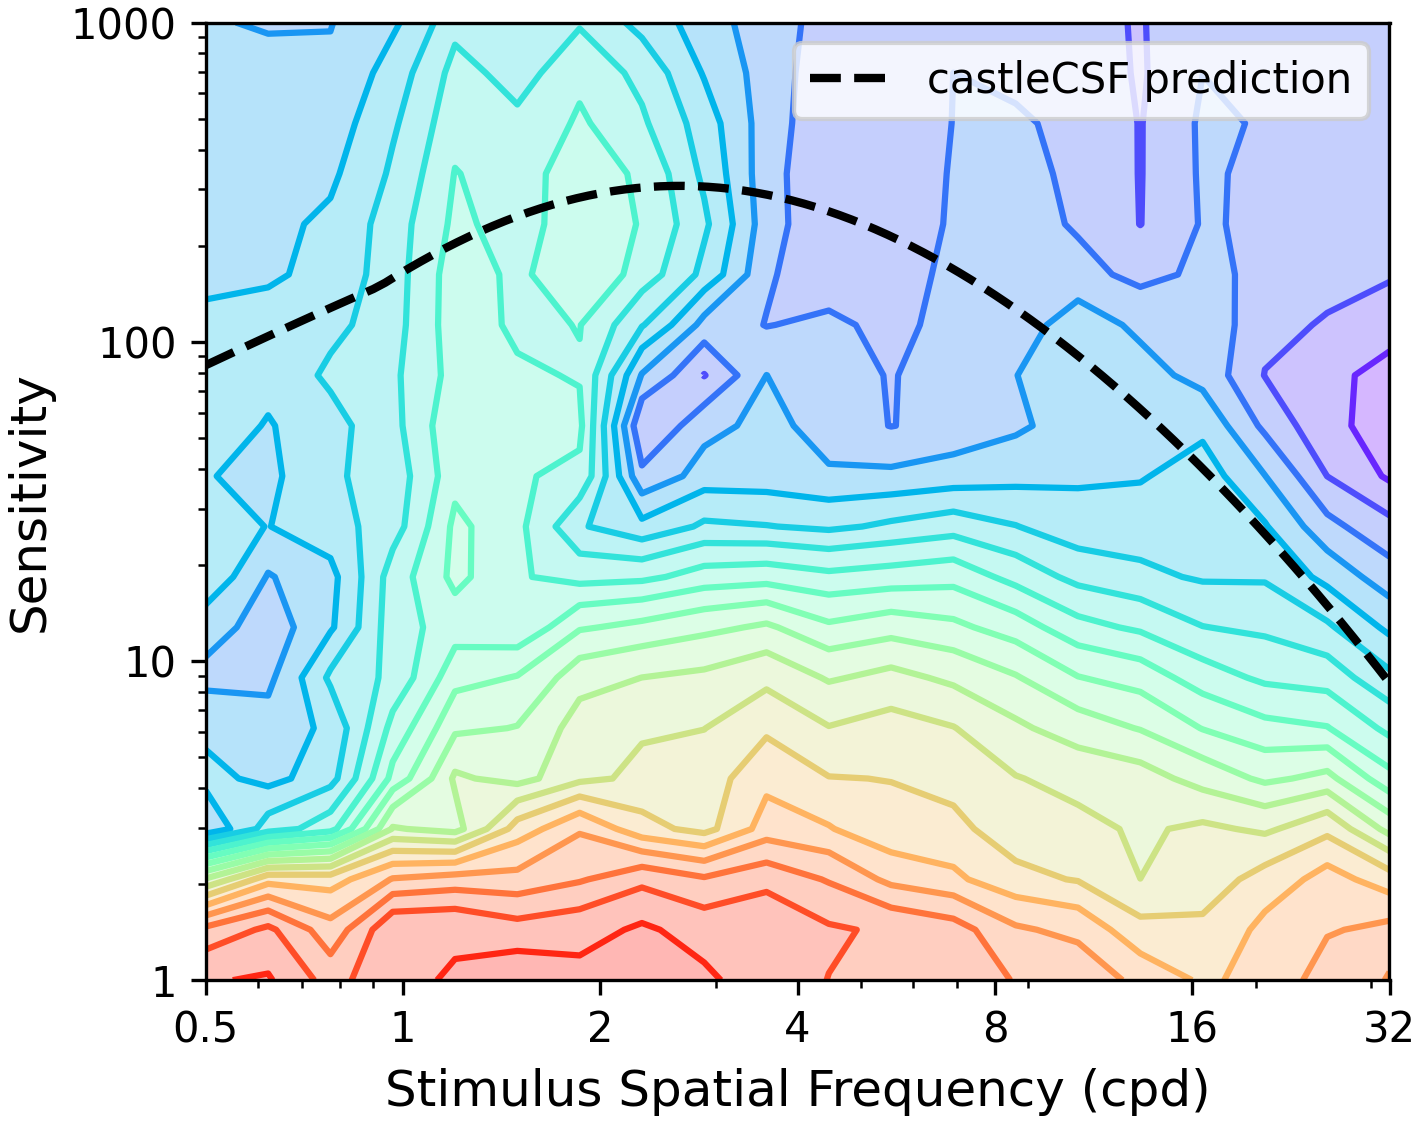 1000
castleCSF prediction
100
Sensitivity
10
1
0.5 1 2 4 8 16 32
Stimulus Spatial Frequency (cpd)